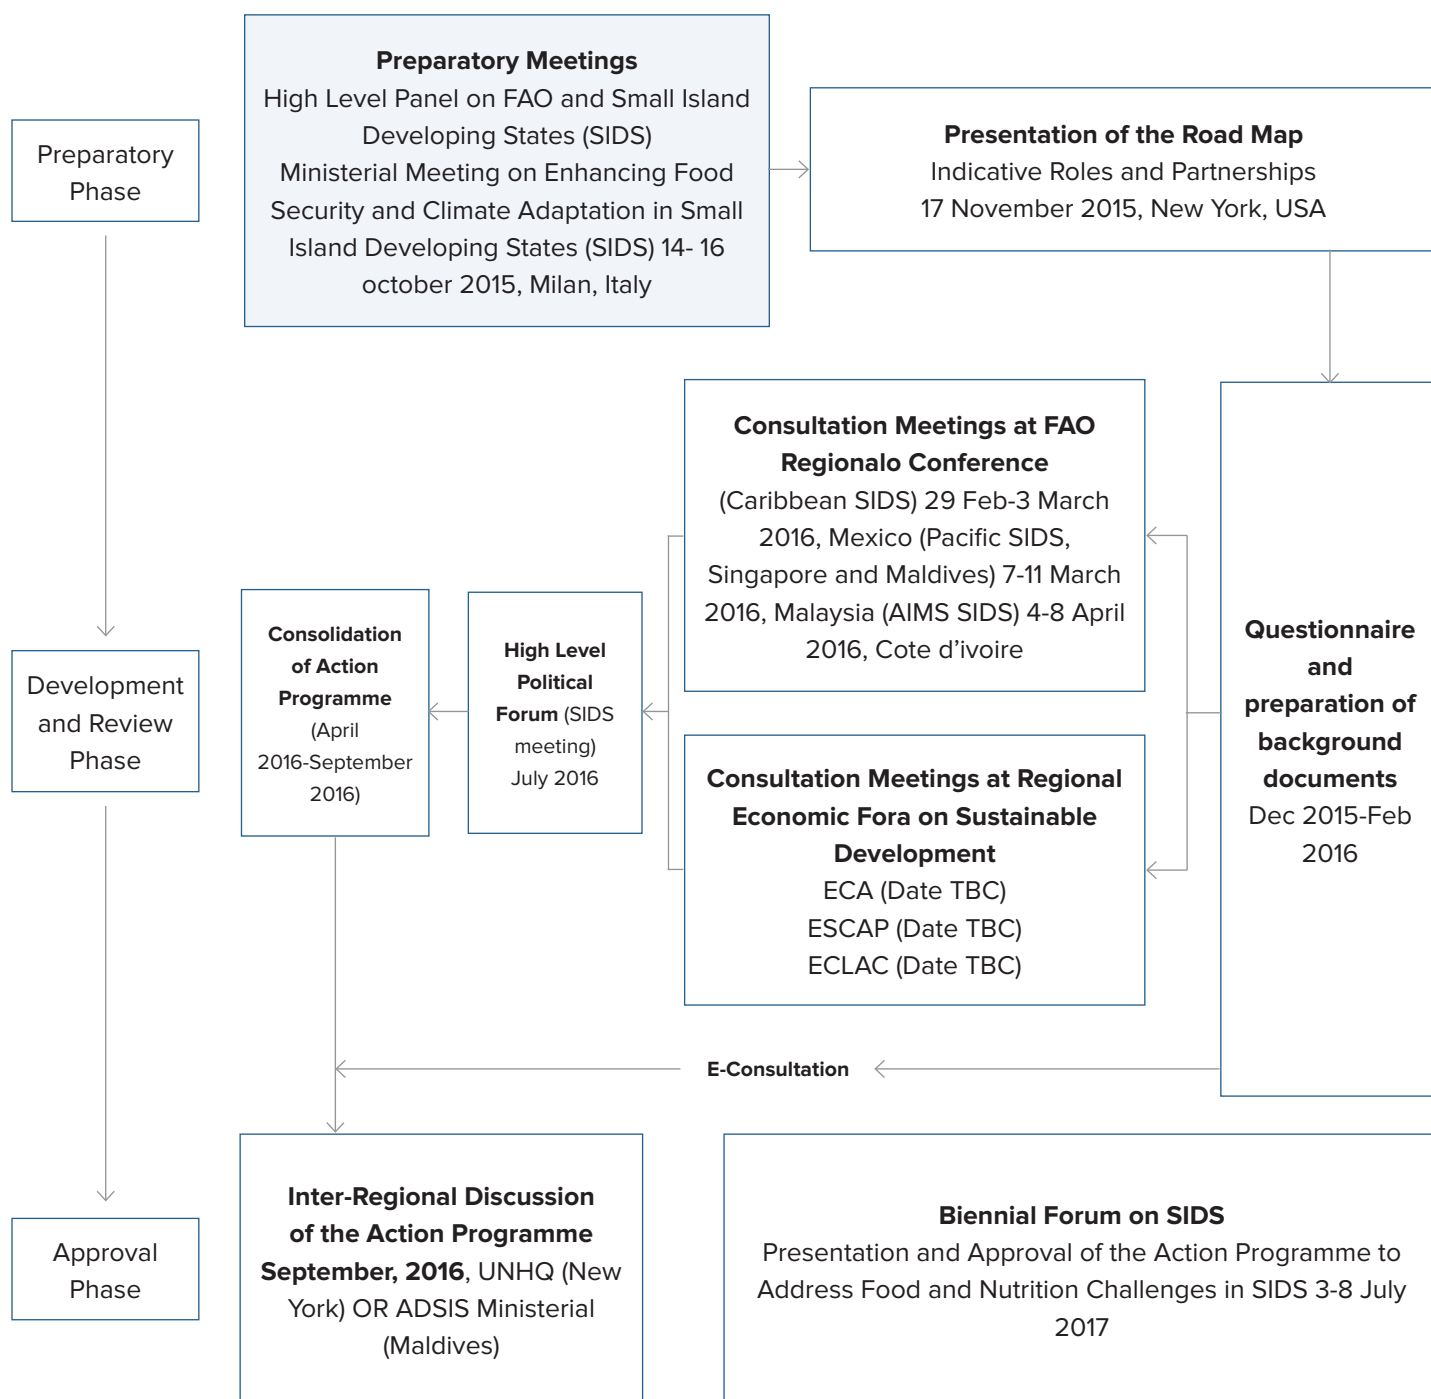 Preparatory
Phase
Preparatory Meetings
High Level Panel on FAO and Small Island
Developing States (SIDS)
Ministerial Meeting on Enhancing Food
Security and Climate Adaptation in Small
Island Developing States (SIDS) 14- 16
october 2015, Milan, Italy
Presentation of the Road Map
Indicative Roles and Partnerships
17 November 2015, New York, USA
Development
and Review
Phase
Consolidation
of Action
Programme
(April
2016-September
2016)
High Level
Political
Forum (SIDS
meeting)
July 2016
Consultation Meetings at FAO
Regionalo Conference
(Caribbean SIDS) 29 Feb-3 March
2016, Mexico (Pacific SIDS,
Singapore and Maldives) 7-11 March
2016, Malaysia (AIMS SIDS) 4-8 April
2016, Cote d’ivoire
Consultation Meetings at Regional
Economic Fora on Sustainable
Development
ECA (Date TBC)
ESCAP (Date TBC)
ECLAC (Date TBC)
Questionnaire
and
preparation of
background
documents
Dec 2015-Feb
2016
E-Consultation
Approval
Phase
Inter-Regional Discussion
of the Action Programme
September, 2016, UNHQ (New
York) OR ADSIS Ministerial
(Maldives)
Biennial Forum on SIDS
Presentation and Approval of the Action Programme to
Address Food and Nutrition Challenges in SIDS 3-8 July
2017